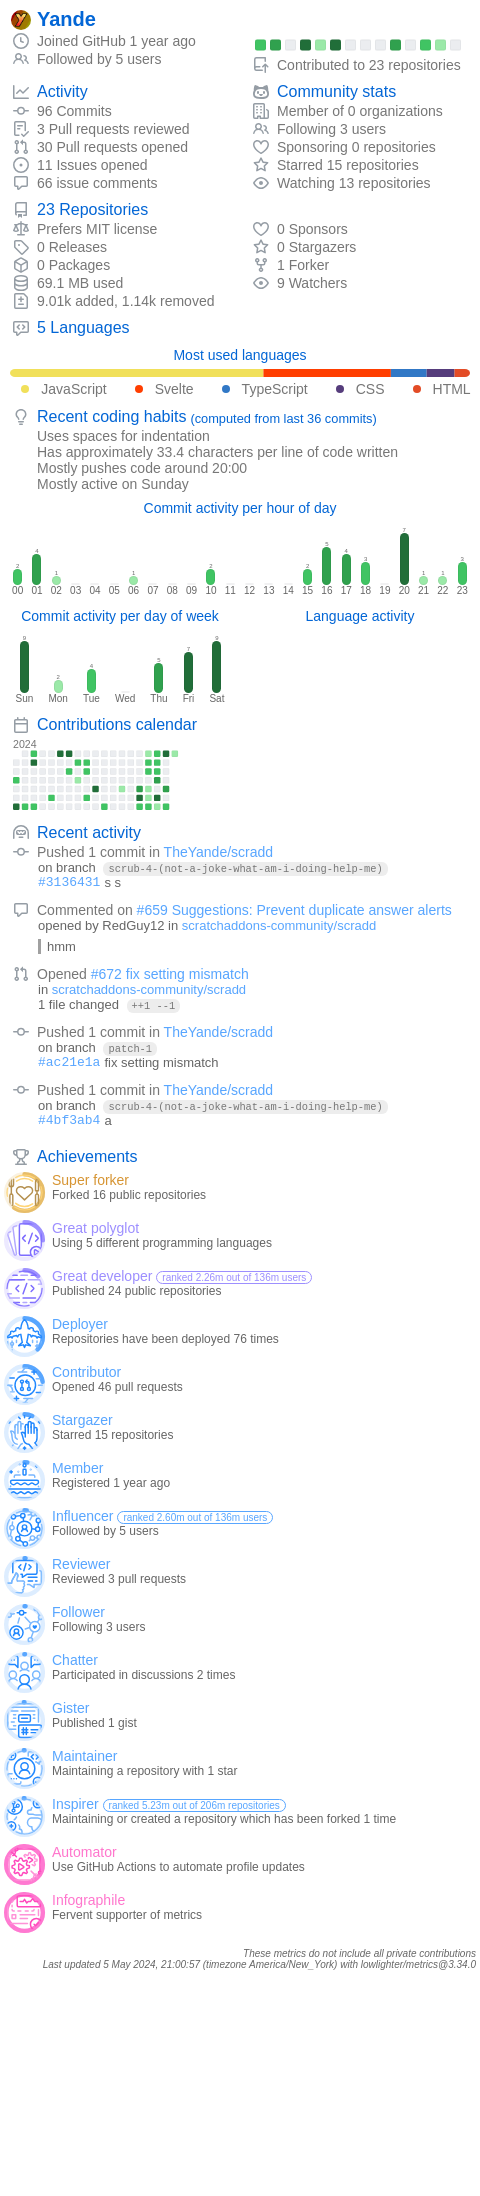 Yande
Joined GitHub 1 year ago
Followed by 5 users
Contributed to 23 repositories
Activity
96 Commits
3 Pull requests reviewed
30 Pull requests opened
11 Issues opened
66 issue comments
Community stats
Member of 0 organizations
Following 3 users
Sponsoring 0 repositories
Starred 15 repositories
Watching 13 repositories
23 Repositories
Prefers MIT license
0 Releases
0 Packages
69.1 MB used
9.01k added, 1.14k removed
0 Sponsors
0 Stargazers
1 Forker
9 Watchers
5 Languages
Most used languages
JavaScript Svelte TypeScript CSS HTML
Recent coding habits (computed from last 36 commits)
Uses spaces for indentation
Has approximately 33.4 characters per line of code written
Mostly pushes code around 20:00
Mostly active on Sunday
Commit activity per hour of day
2 4 1 1 2 2 5 4 3 7 1 1 3
00 01 02 03 04 05 06 07 08 09 10 11 12 13 14 15 16 17 18 19 20 21 22 23
Commit activity per day of week
9 2 4 5 7 9
Sun Mon Tue Wed Thu Fri Sat
Language activity
Contributions calendar
2024
Recent activity
Pushed 1 commit in TheYande/scradd
on branch scrub-4-(not-a-joke-what-am-i-doing-help-me)
#3136431 s s
Commented on #659 Suggestions: Prevent duplicate answer alerts
opened by RedGuy12 in scratchaddons-community/scradd
hmm
Opened #672 fix setting mismatch
in scratchaddons-community/scradd
1 file changed ++1 --1
Pushed 1 commit in TheYande/scradd
on branch patch-1
#ac21e1a fix setting mismatch
Pushed 1 commit in TheYande/scradd
on branch scrub-4-(not-a-joke-what-am-i-doing-help-me)
#4bf3ab4 a
Achievements
Super forker
Forked 16 public repositories
Great polyglot
Using 5 different programming languages
Great developer ranked 2.26m out of 136m users
Published 24 public repositories
Deployer
Repositories have been deployed 76 times
Contributor
Opened 46 pull requests
Stargazer
Starred 15 repositories
Member
Registered 1 year ago
Influencer ranked 2.60m out of 136m users
Followed by 5 users
Reviewer
Reviewed 3 pull requests
Follower
Following 3 users
Chatter
Participated in discussions 2 times
Gister
Published 1 gist
Maintainer
Maintaining a repository with 1 star
Inspirer ranked 5.23m out of 206m repositories
Maintaining or created a repository which has been forked 1 time
Automator
Use GitHub Actions to automate profile updates
Infographile
Fervent supporter of metrics
These metrics do not include all private contributions
Last updated 5 May 2024, 21:00:57 (timezone America/New_York) with lowlighter/metrics@3.34.0